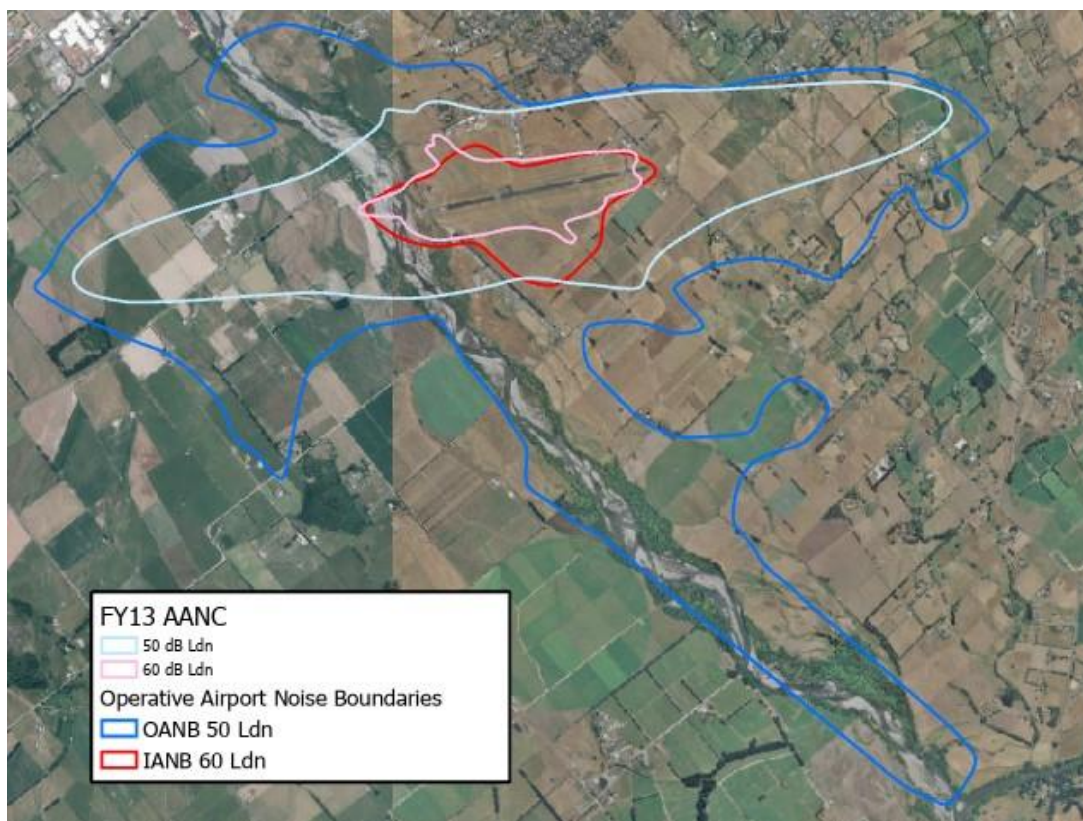 FY13 AANC
50 dB Ldn
60 dB Ldn
Operative Airport Noise Boundaries
OANB 50 Ldn
IANB 60 Ldn